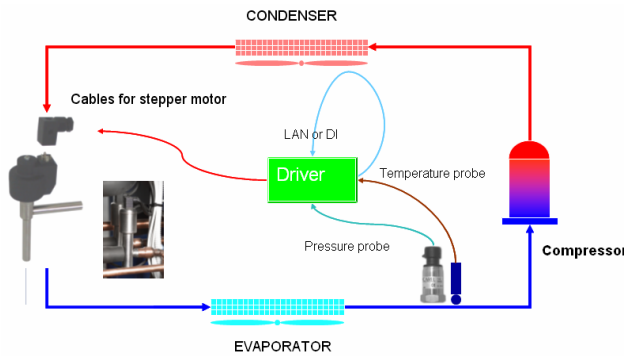 CONDENSER
Cables for stepper motor
LAN or DI
Driver
Temperature probe
Pressure probe
Compressor
EVAPORATOR